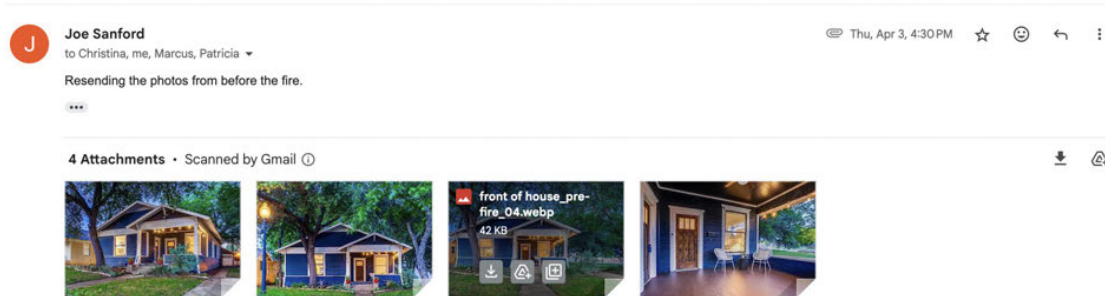 J
Joe Sanford
Thu, Apr 3, 4:30 PM
to Christina, me, Marcus, Patricia
Resending the photos from before the fire.
4 Attachments • Scanned by Gmail
front of house_pre-
fire_04.webp
42 KB